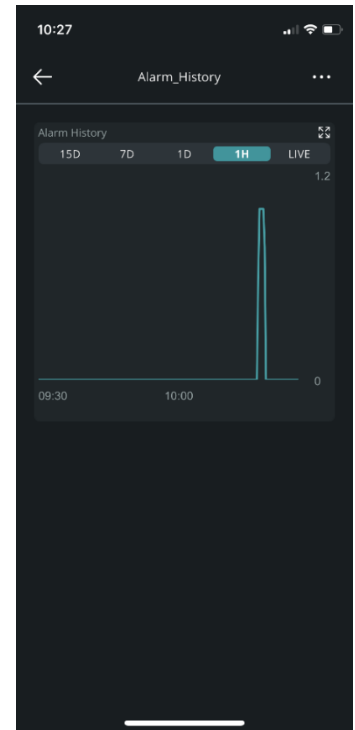 10:27
Alarm_History
Alarm History
15D 7D 1D 1H LIVE
1.2
0
09:30 10:00